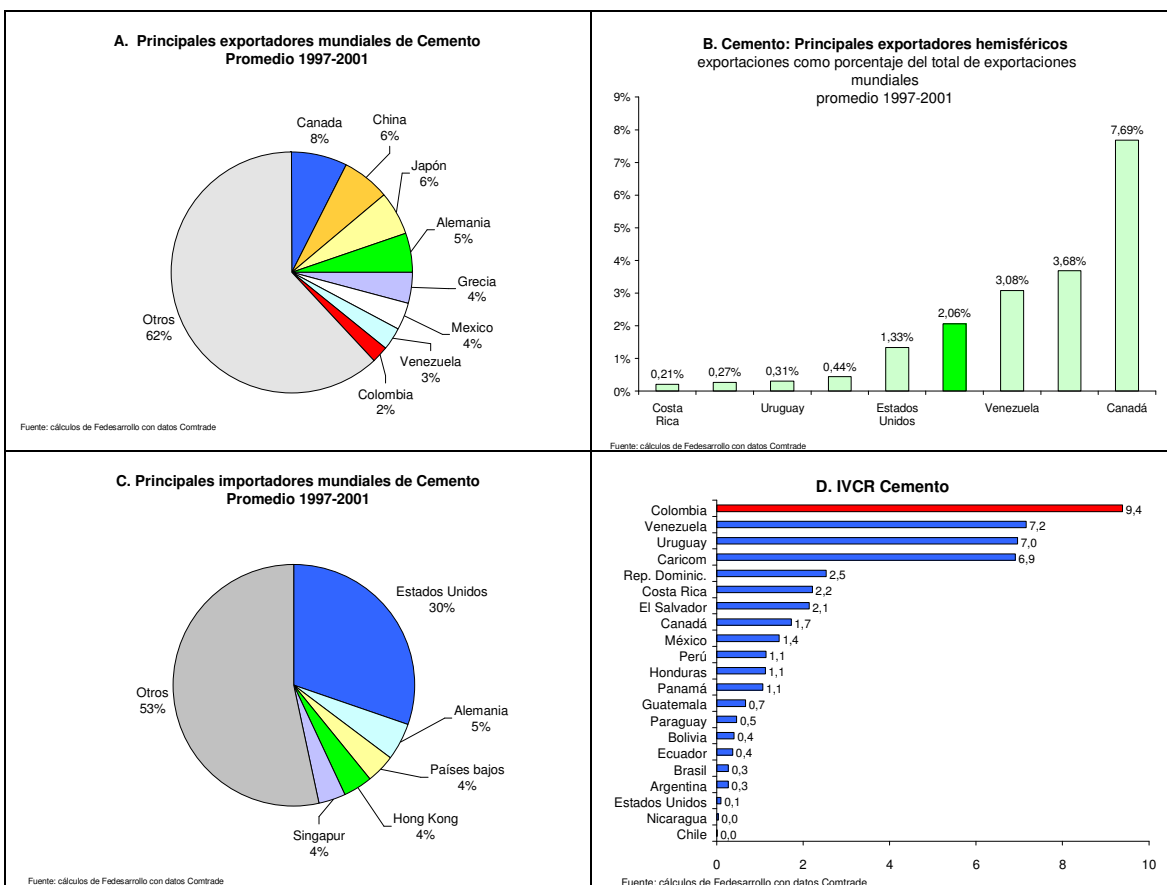 A. Principales exportadores mundiales de Cemento
Promedio 1997-2001
Canada
8%
China
6%
Japón
6%
Alemania
5%
Grecia
4%
Mexico
4%
Venezuela
3%
Colombia
2%
Otros
62%
Fuente: cálculos de Fedesarrollo con datos Comtrade
B. Cemento: Principales exportadores hemisféricos
exportaciones como porcentaje del total de exportaciones
mundiales
promedio 1997-2001
9%
8%
7%
6%
5%
4%
3%
2%
1%
0%
0,21%
0,27%
0,31%
0,44%
1,33%
2,06%
3,08%
3,68%
7,69%
Costa
Rica
Uruguay
Estados
Unidos
Venezuela
Canadá
Fuente: cálculos de Fedesarrollo con datos Comtrade
C. Principales importadores mundiales de Cemento
Promedio 1997-2001
Estados Unidos
30%
Alemania
5%
Países bajos
4%
Hong Kong
4%
Singapur
4%
Otros
53%
Fuente: cálculos de Fedesarrollo con datos Comtrade
D. IVCR Cemento
Colombia 9,4
Venezuela 7,2
Uruguay 7,0
Caricom 6,9
Rep. Dominic. 2,5
Costa Rica 2,2
El Salvador 2,1
Canadá 1,7
México 1,4
Perú 1,1
Honduras 1,1
Panamá 1,1
Guatemala 0,7
Paraguay 0,5
Bolivia 0,4
Ecuador 0,4
Brasil 0,3
Argentina 0,3
Estados Unidos 0,1
Nicaragua 0,0
Chile 0,0
0 2 4 6 8 10
Fuente: cálculos de Fedesarrollo con datos Comtrade